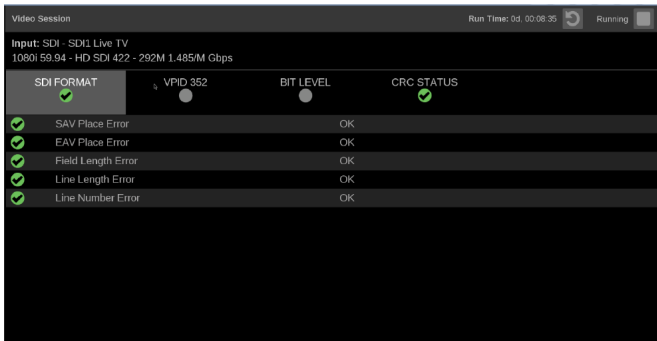 Video Session Run Time: 0d, 00:08:35 Running
Input: SDI - SDI1 Live TV
1080i 59.94 - HD SDI 422 - 292M 1.485/M Gbps
SDI FORMAT VPID 352 BIT LEVEL CRC STATUS
SAV Place Error OK
EAV Place Error OK
Field Length Error OK
Line Length Error OK
Line Number Error OK